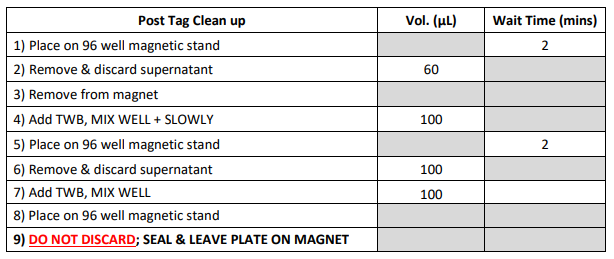 Post Tag Clean up Vol. (µL) Wait Time (mins)
1) Place on 96 well magnetic stand 2
2) Remove & discard supernatant 60
3) Remove from magnet
4) Add TWB, MIX WELL + SLOWLY 100
5) Place on 96 well magnetic stand 2
6) Remove & discard supernatant 100
7) Add TWB, MIX WELL 100
8) Place on 96 well magnetic stand
9) DO NOT DISCARD; SEAL & LEAVE PLATE ON MAGNET